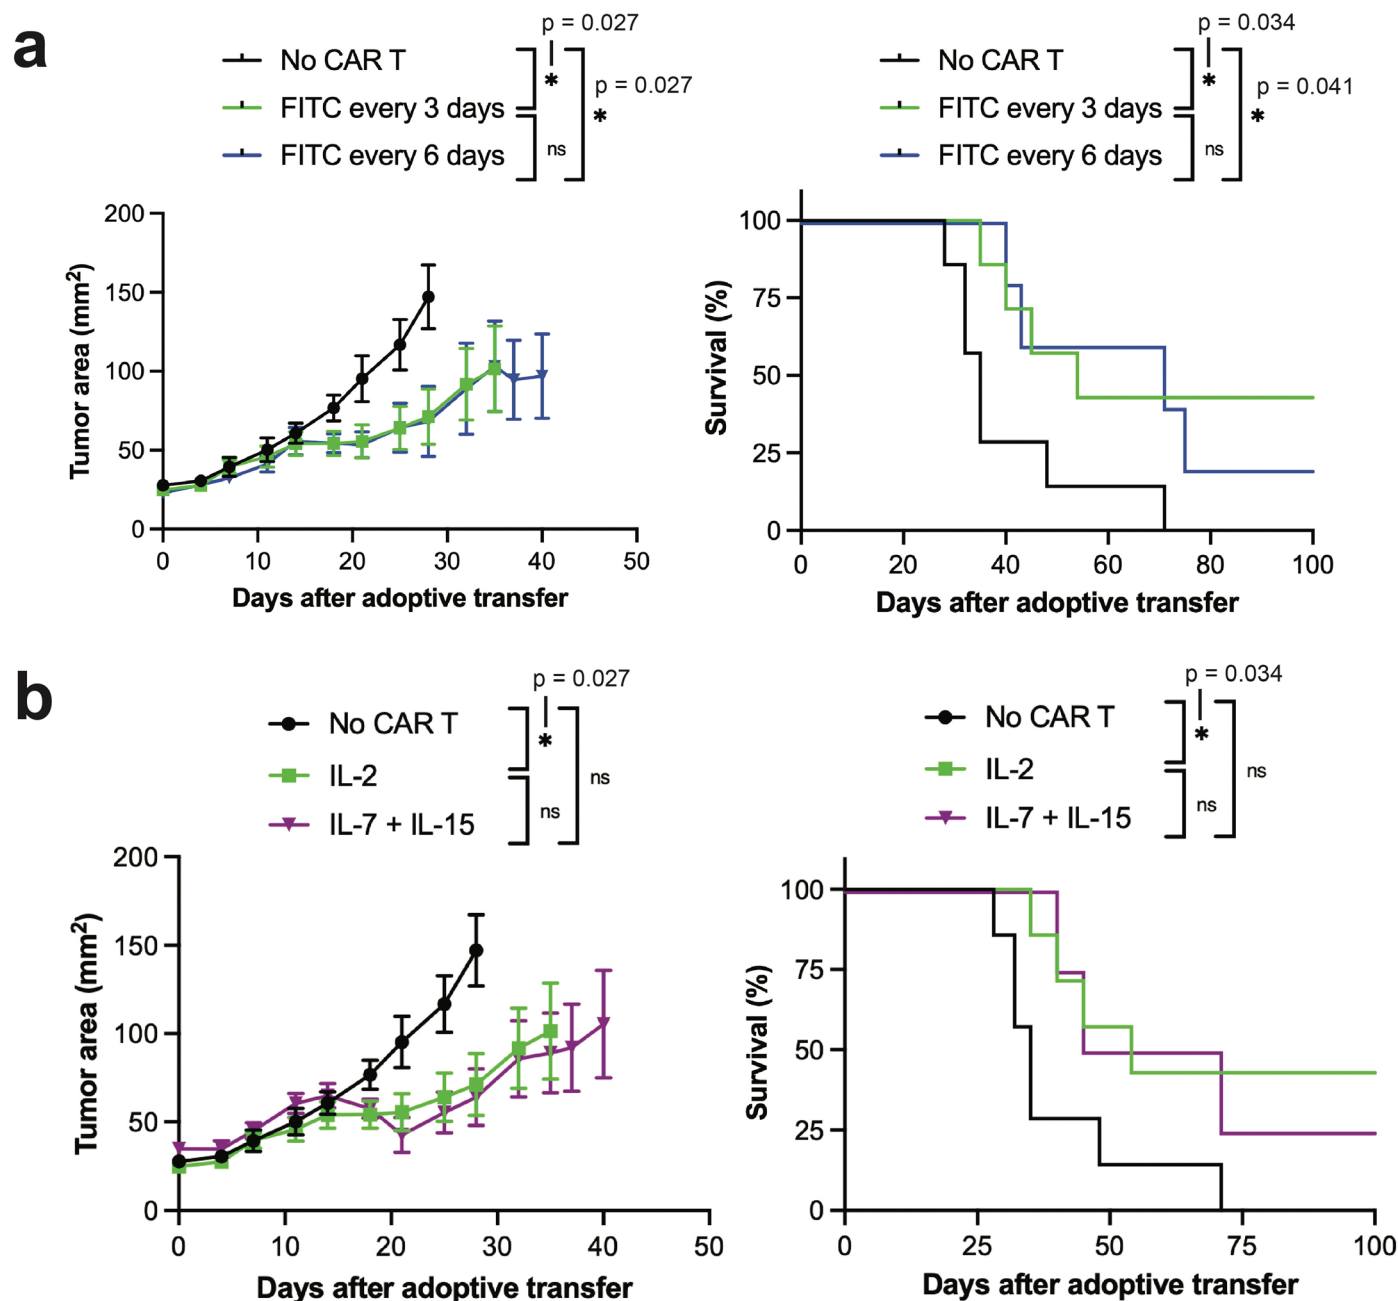 a
p = 0.027
No CAR T
*
p = 0.027
FITC every 3 days
*
FITC every 6 days
ns
200
150
100
50
0
Tumor area (mm²)
0 10 20 30 40 50
Days after adoptive transfer
p = 0.034
No CAR T
*
p = 0.041
FITC every 3 days
*
FITC every 6 days
ns
100
75
50
25
0
Survival (%)
0 20 40 60 80 100
Days after adoptive transfer
b
p = 0.027
No CAR T
*
IL-2
ns
IL-7 + IL-15
ns
200
150
100
50
0
Tumor area (mm²)
0 10 20 30 40 50
Days after adoptive transfer
p = 0.034
No CAR T
*
IL-2
ns
IL-7 + IL-15
ns
100
75
50
25
0
Survival (%)
0 25 50 75 100
Days after adoptive transfer